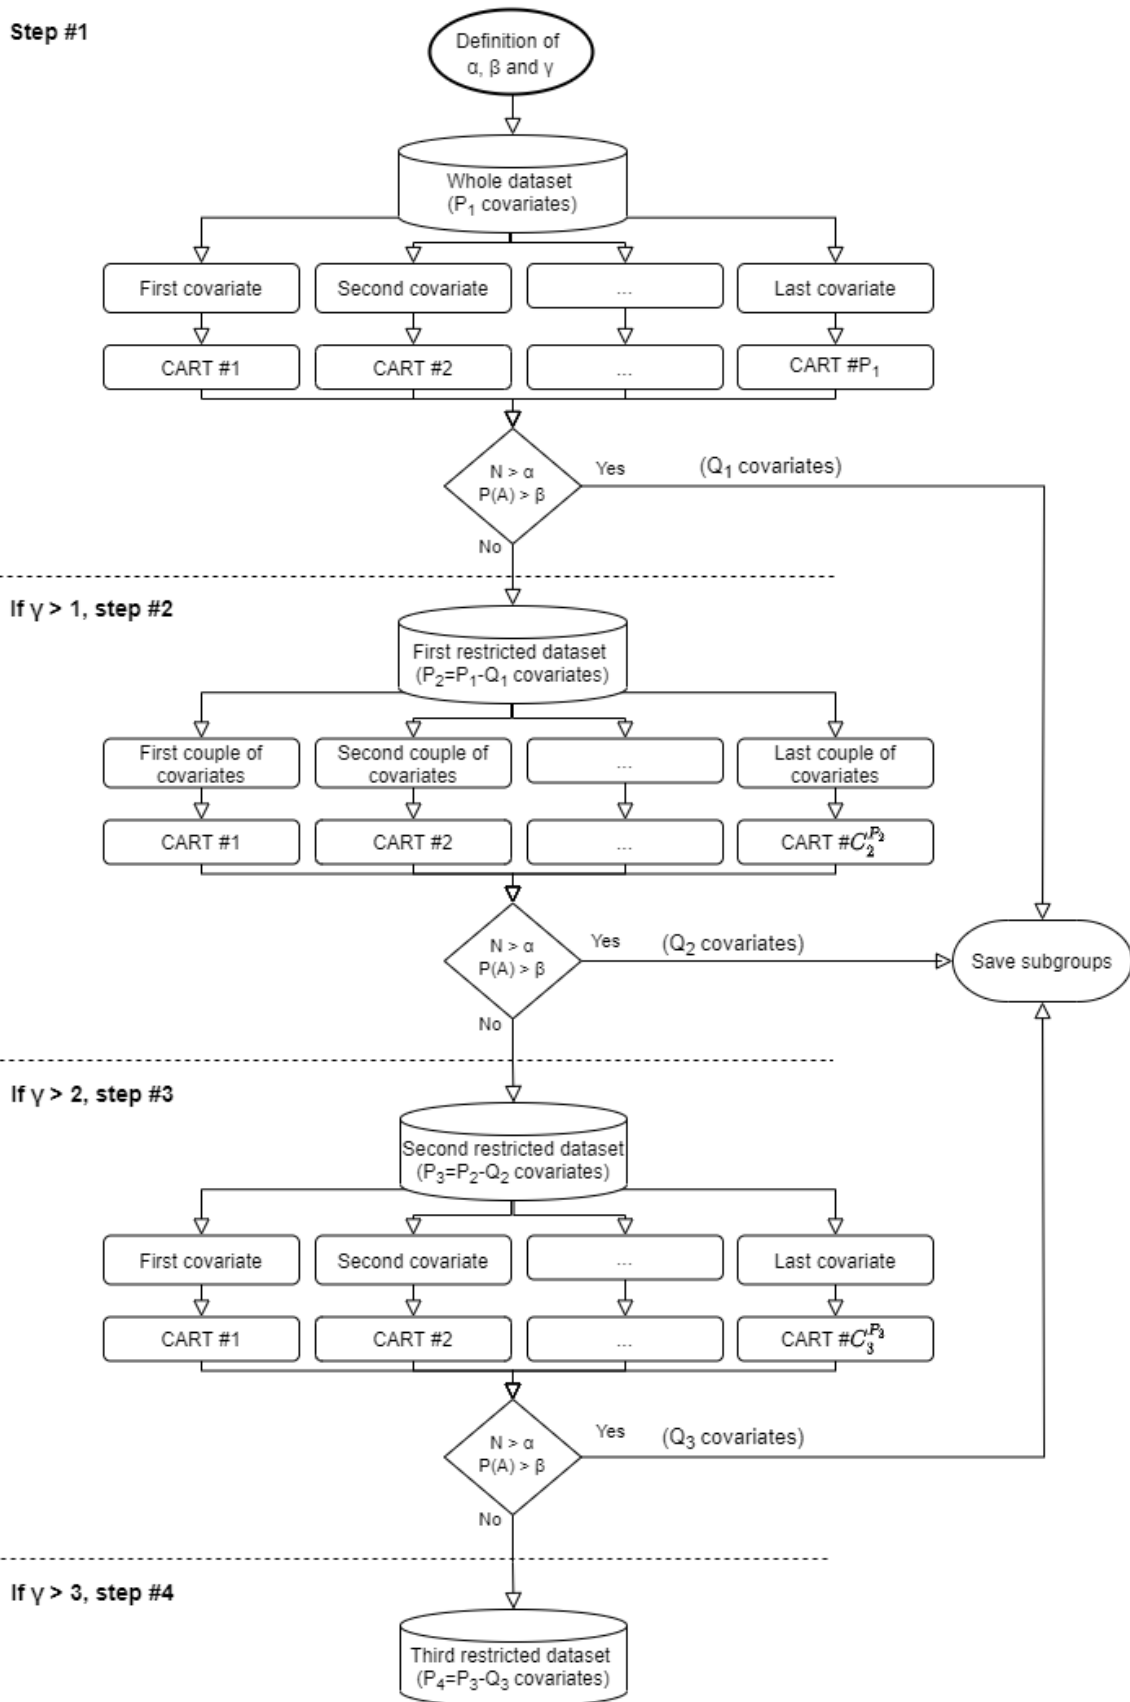 Step #1
Definition of
α, β and γ
Whole dataset
(P₁ covariates)
First covariate
Second covariate
...
Last covariate
CART #1
CART #2
...
CART #P₁
N > α
P(A) > β
Yes
(Q₁ covariates)
No
If γ > 1, step #2
First restricted dataset
(P₂=P₁-Q₁ covariates)
First couple of
covariates
Second couple of
covariates
...
Last couple of
covariates
CART #1
CART #2
...
CART #C₂^P₂
N > α
P(A) > β
Yes
(Q₂ covariates)
Save subgroups
No
If γ > 2, step #3
Second restricted dataset
(P₃=P₂-Q₂ covariates)
First covariate
Second covariate
...
Last covariate
CART #1
CART #2
...
CART #C₃^P₃
N > α
P(A) > β
Yes
(Q₃ covariates)
No
If γ > 3, step #4
Third restricted dataset
(P₄=P₃-Q₃ covariates)